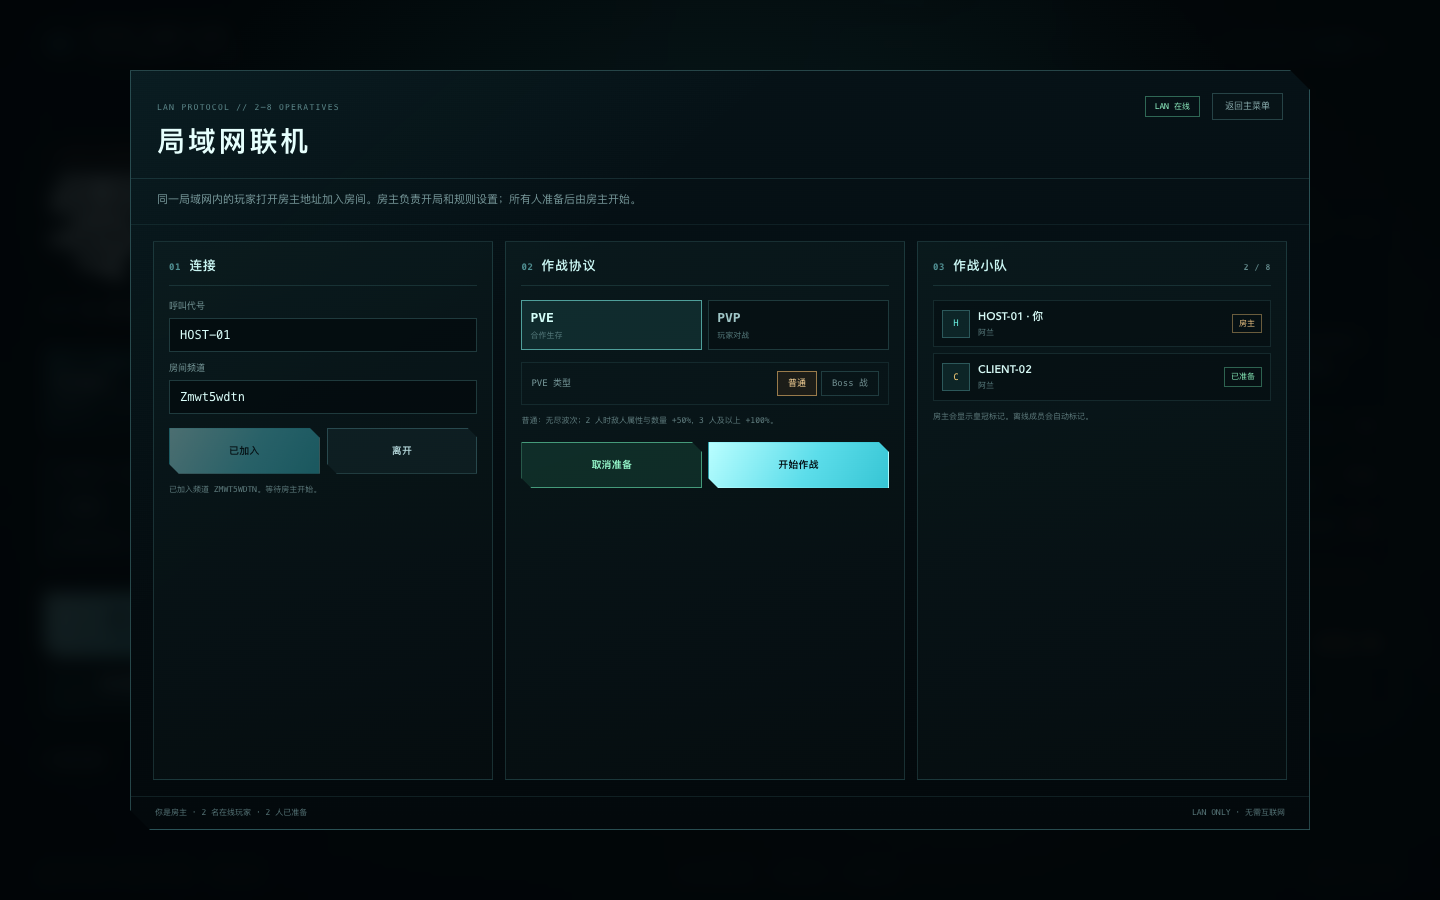 LAN PROTOCOL // 2–8 OPERATIVES
局域网联机
LAN 在线
返回主菜单
同一局域网内的玩家打开房主地址加入房间。房主负责开局和规则设置；所有人准备后由房主开始。
01 连接
呼叫代号
HOST-01
房间频道
Zmwt5wdtn
已加入
离开
已加入频道 ZMWT5WDTN。等待房主开始。
02 作战协议
PVE
合作生存
PVP
玩家对战
PVE 类型
普通
Boss 战
普通：无尽波次；2 人时敌人属性与数量 +50%，3 人及以上 +100%。
取消准备
开始作战
03 作战小队
2 / 8
H
HOST-01 · 你
阿兰
房主
C
CLIENT-02
阿兰
已准备
房主会显示皇冠标记。离线成员会自动标记。
你是房主 · 2 名在线玩家 · 2 人已准备
LAN ONLY · 无需互联网